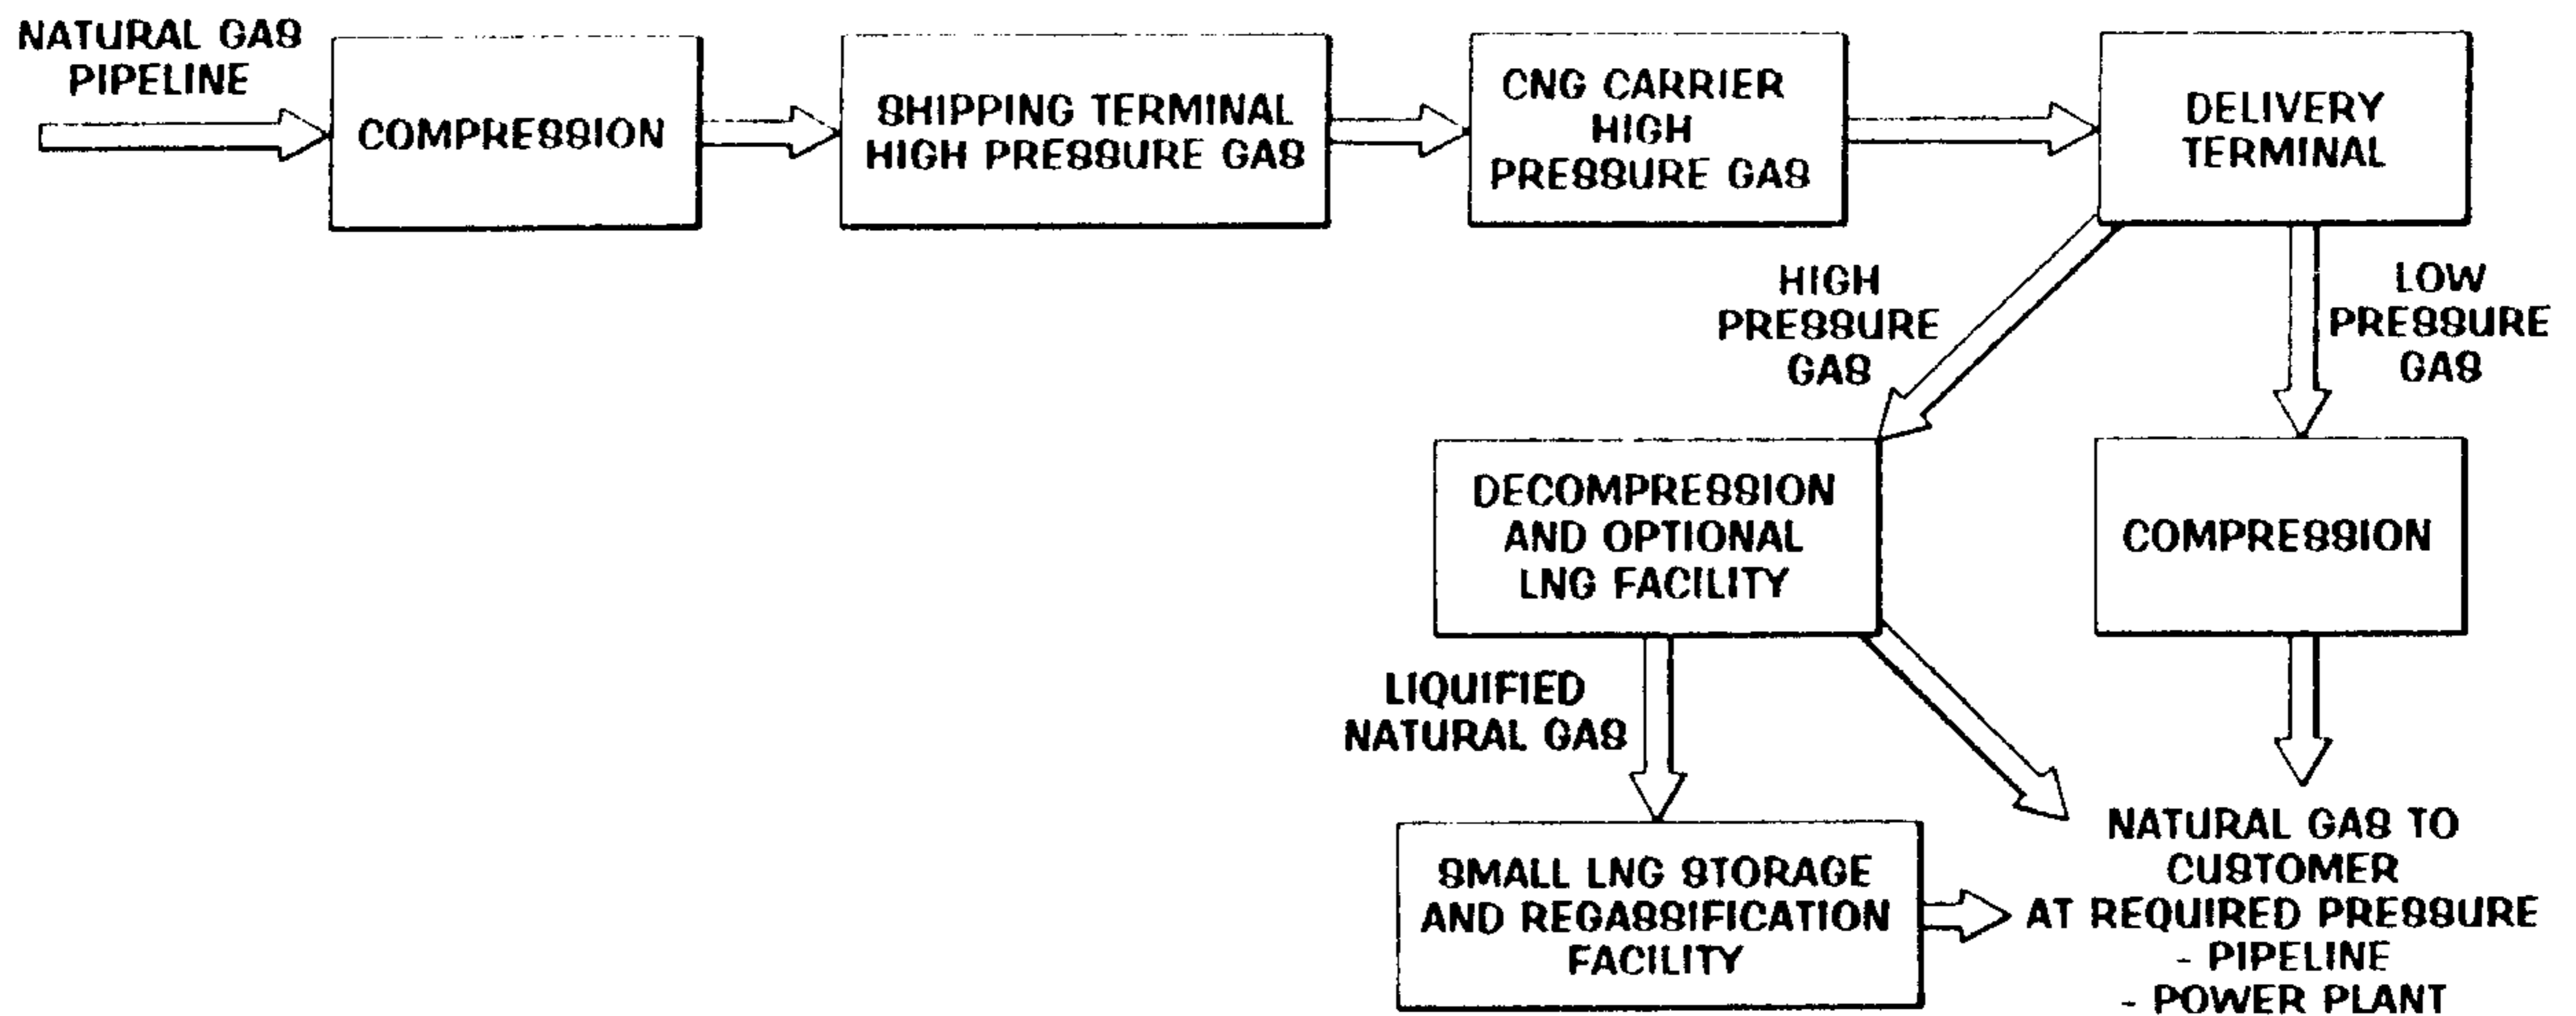 NATURAL GAS
PIPELINE
COMPRESSION
SHIPPING TERMINAL
HIGH PRESSURE GAS
CNG CARRIER
HIGH
PRESSURE GAS
DELIVERY
TERMINAL
HIGH
PRESSURE
GAS
LOW
PRESSURE
GAS
DECOMPRESSION
AND OPTIONAL
LNG FACILITY
COMPRESSION
LIQUIFIED
NATURAL GAS
SMALL LNG STORAGE
AND REGASSIFICATION
FACILITY
NATURAL GAS TO
CUSTOMER
AT REQUIRED PRESSURE
- PIPELINE
- POWER PLANT